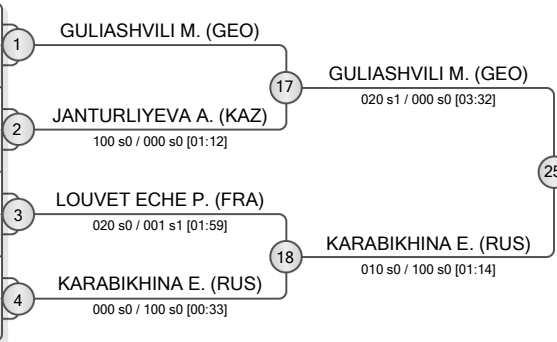 GULIASHVILI M. (GEO)
1
17
GULIASHVILI M. (GEO)
020 s1 / 000 s0 [03:32]
JANTURLIYEVA A. (KAZ)
2
100 s0 / 000 s0 [01:12]
25
LOUVET ECHE P. (FRA)
3
020 s0 / 001 s1 [01:59]
18
KARABIKHINA E. (RUS)
010 s0 / 100 s0 [01:14]
KARABIKHINA E. (RUS)
4
000 s0 / 100 s0 [00:33]